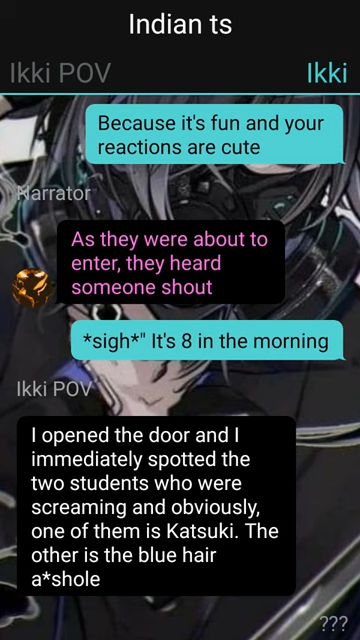 Indian ts
Ikki POV
Ikki
Because it's fun and your
reactions are cute
Narrator
As they were about to
enter, they heard
someone shout
*sigh*" It's 8 in the morning
Ikki POV
I opened the door and I
immediately spotted the
two students who were
screaming and obviously,
one of them is Katsuki. The
other is the blue hair
a*shole
???